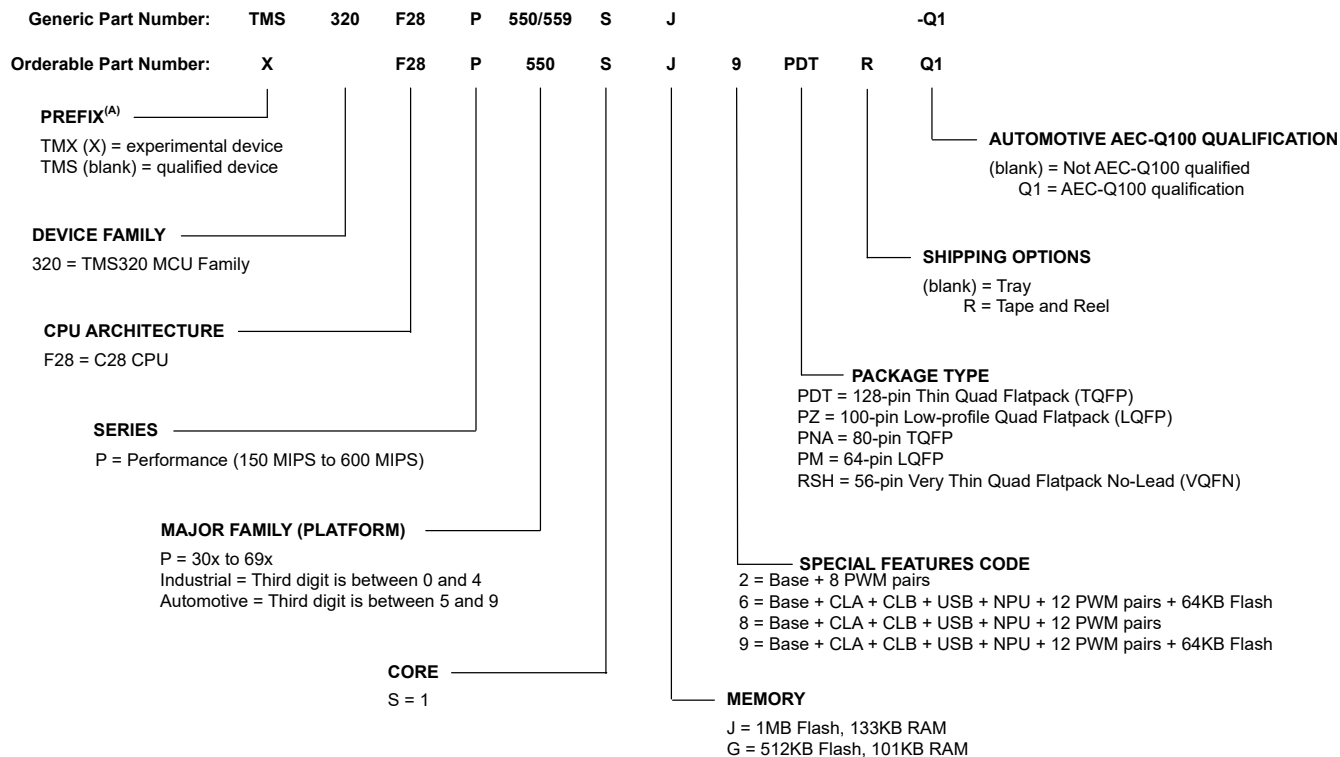 Generic Part Number: TMS 320 F28 P 550/559 S J -Q1
Orderable Part Number: X F28 P 550 S J 9 PDT R Q1
PREFIX(A)
TMX (X) = experimental device
TMS (blank) = qualified device
AUTOMOTIVE AEC-Q100 QUALIFICATION
(blank) = Not AEC-Q100 qualified
Q1 = AEC-Q100 qualification
DEVICE FAMILY
320 = TMS320 MCU Family
SHIPPING OPTIONS
(blank) = Tray
R = Tape and Reel
CPU ARCHITECTURE
F28 = C28 CPU
PACKAGE TYPE
PDT = 128-pin Thin Quad Flatpack (TQFP)
PZ = 100-pin Low-profile Quad Flatpack (LQFP)
PNA = 80-pin TQFP
PM = 64-pin LQFP
RSH = 56-pin Very Thin Quad Flatpack No-Lead (VQFN)
SERIES
P = Performance (150 MIPS to 600 MIPS)
MAJOR FAMILY (PLATFORM)
P = 30x to 69x
Industrial = Third digit is between 0 and 4
Automotive = Third digit is between 5 and 9
SPECIAL FEATURES CODE
2 = Base + 8 PWM pairs
6 = Base + CLA + CLB + USB + NPU + 12 PWM pairs + 64KB Flash
8 = Base + CLA + CLB + USB + NPU + 12 PWM pairs
9 = Base + CLA + CLB + USB + NPU + 12 PWM pairs + 64KB Flash
CORE
S = 1
MEMORY
J = 1MB Flash, 133KB RAM
G = 512KB Flash, 101KB RAM